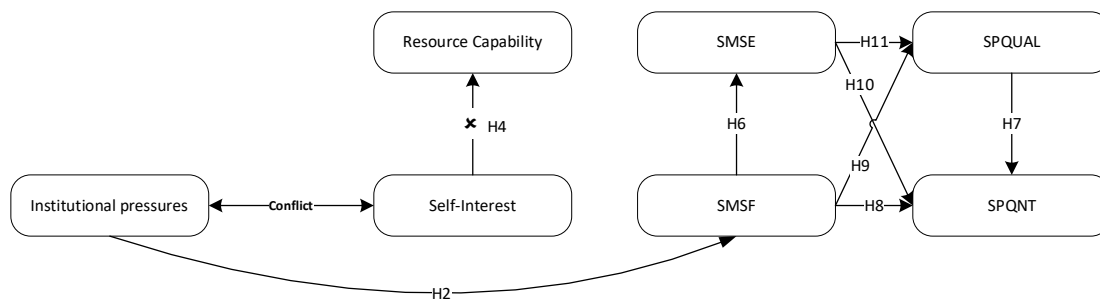 Resource Capability
SMSE
H11
SPQUAL
H10
H4
H6
H7
H9
Institutional pressures
Conflict
Self-Interest
SMSF
H8
SPQNT
H2